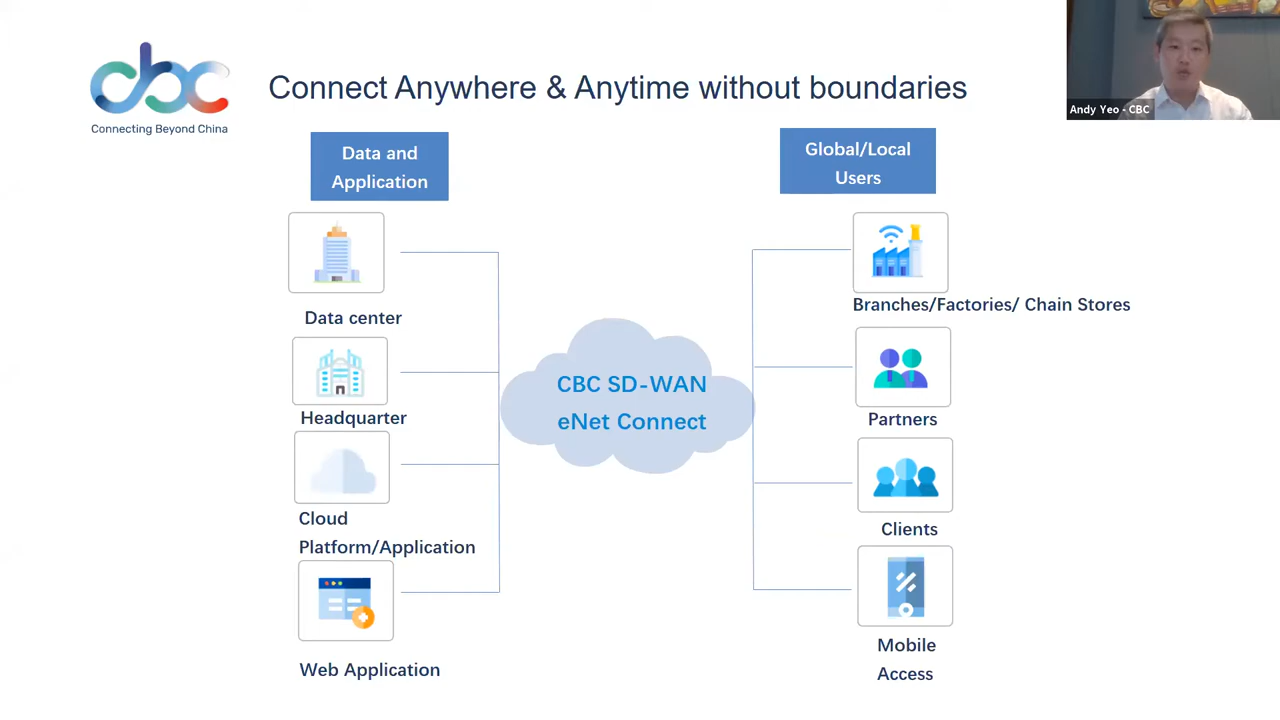 cbc
Connecting Beyond China
Connect Anywhere & Anytime without boundaries
Andy Yeo - CBC
Data and
Application
Data center
Headquarter
Cloud
Platform/Application
Web Application
CBC SD-WAN
eNet Connect
Global/Local
Users
Branches/Factories/ Chain Stores
Partners
Clients
Mobile
Access